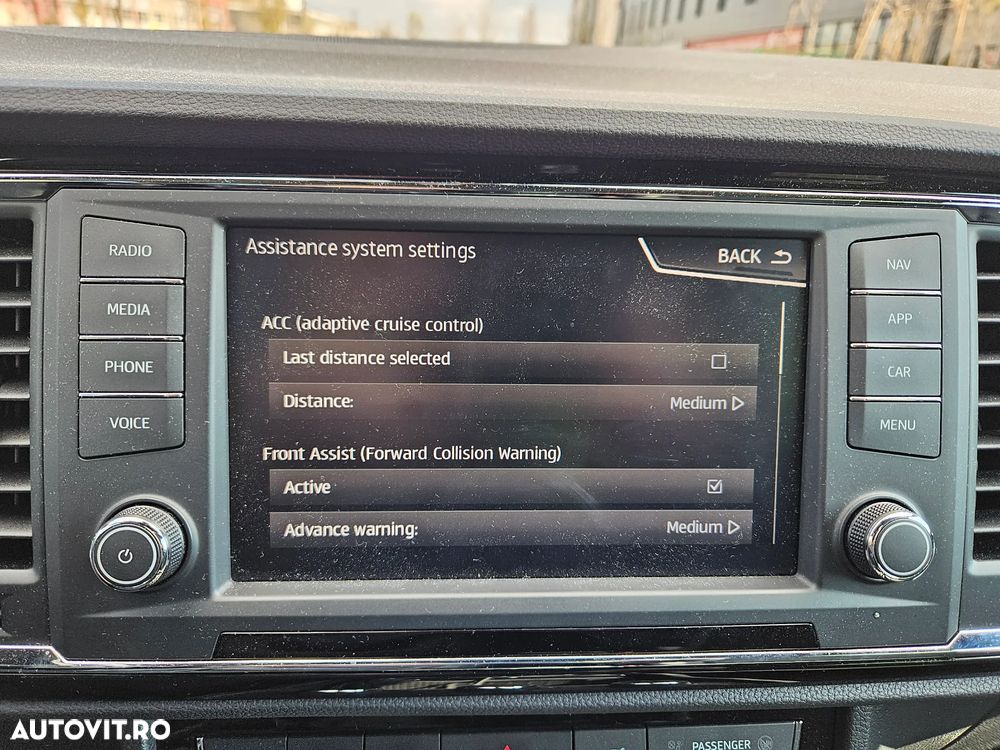 Assistance system settings
BACK
ACC (adaptive cruise control)
Last distance selected
Distance: Medium
Front Assist (Forward Collision Warning)
Active
Advance warning: Medium
RADIO
MEDIA
PHONE
VOICE
NAV
APP
CAR
MENU
PASSENGER
AUTOVIT.RO